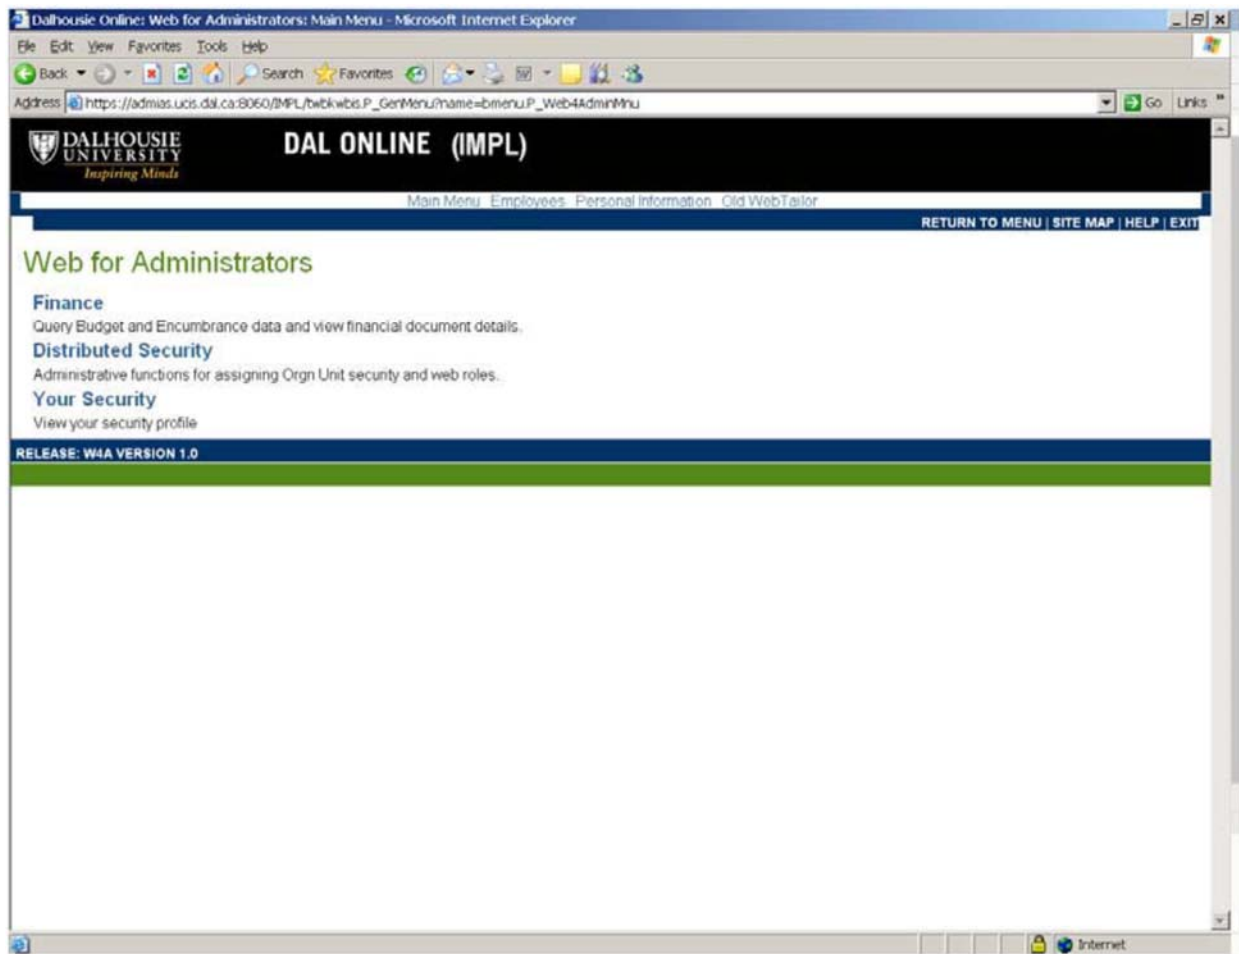 Dalhousie Online: Web for Administrators: Main Menu - Microsoft Internet Explorer
File Edit View Favorites Tools Help
Back Search Favorites
Address https://admias.ucis.dal.ca:8060/IMPL/twbkwbis.P_GenMenu?name=bmenu.P_Web4AdminMnu Go Links »
DALHOUSIE UNIVERSITY Inspiring Minds
DAL ONLINE (IMPL)
Main Menu Employees Personal Information Old WebTailor
RETURN TO MENU | SITE MAP | HELP | EXIT
Web for Administrators
Finance
Query Budget and Encumbrance data and view financial document details.
Distributed Security
Administrative functions for assigning Orgn Unit security and web roles.
Your Security
View your security profile
RELEASE: W4A VERSION 1.0
Internet